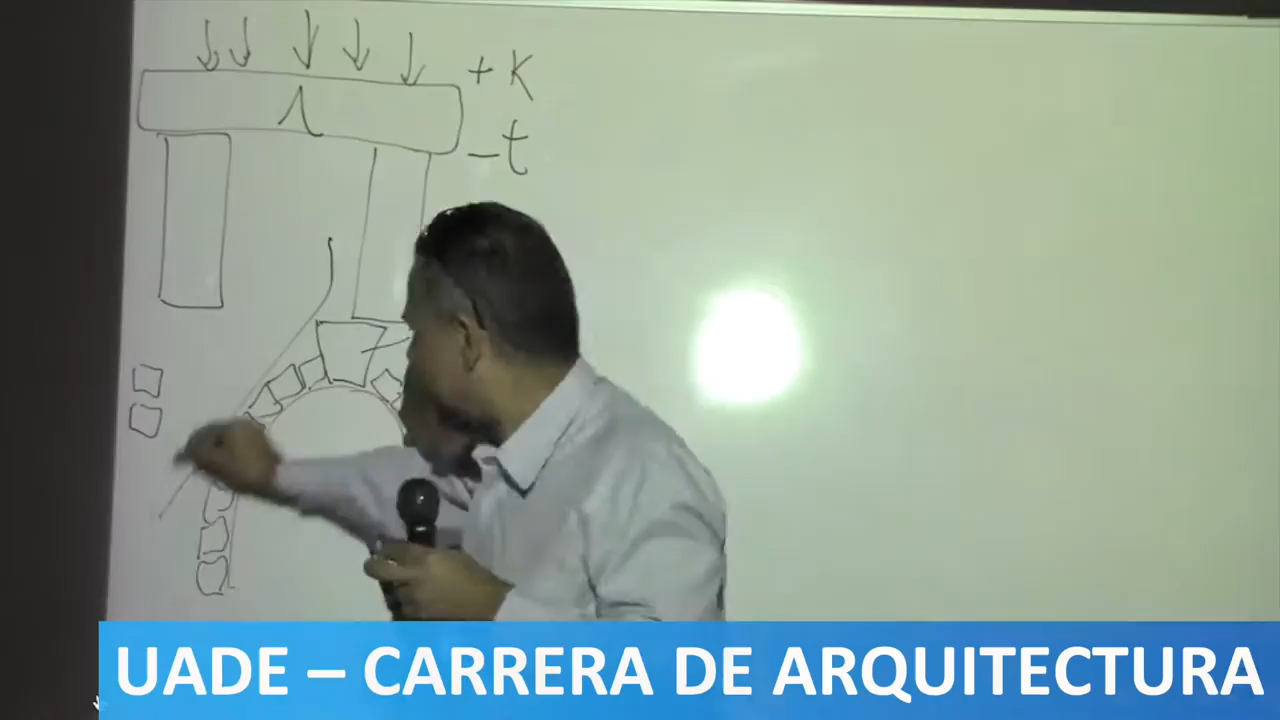 + K
- t
UADE – CARRERA DE ARQUITECTURA